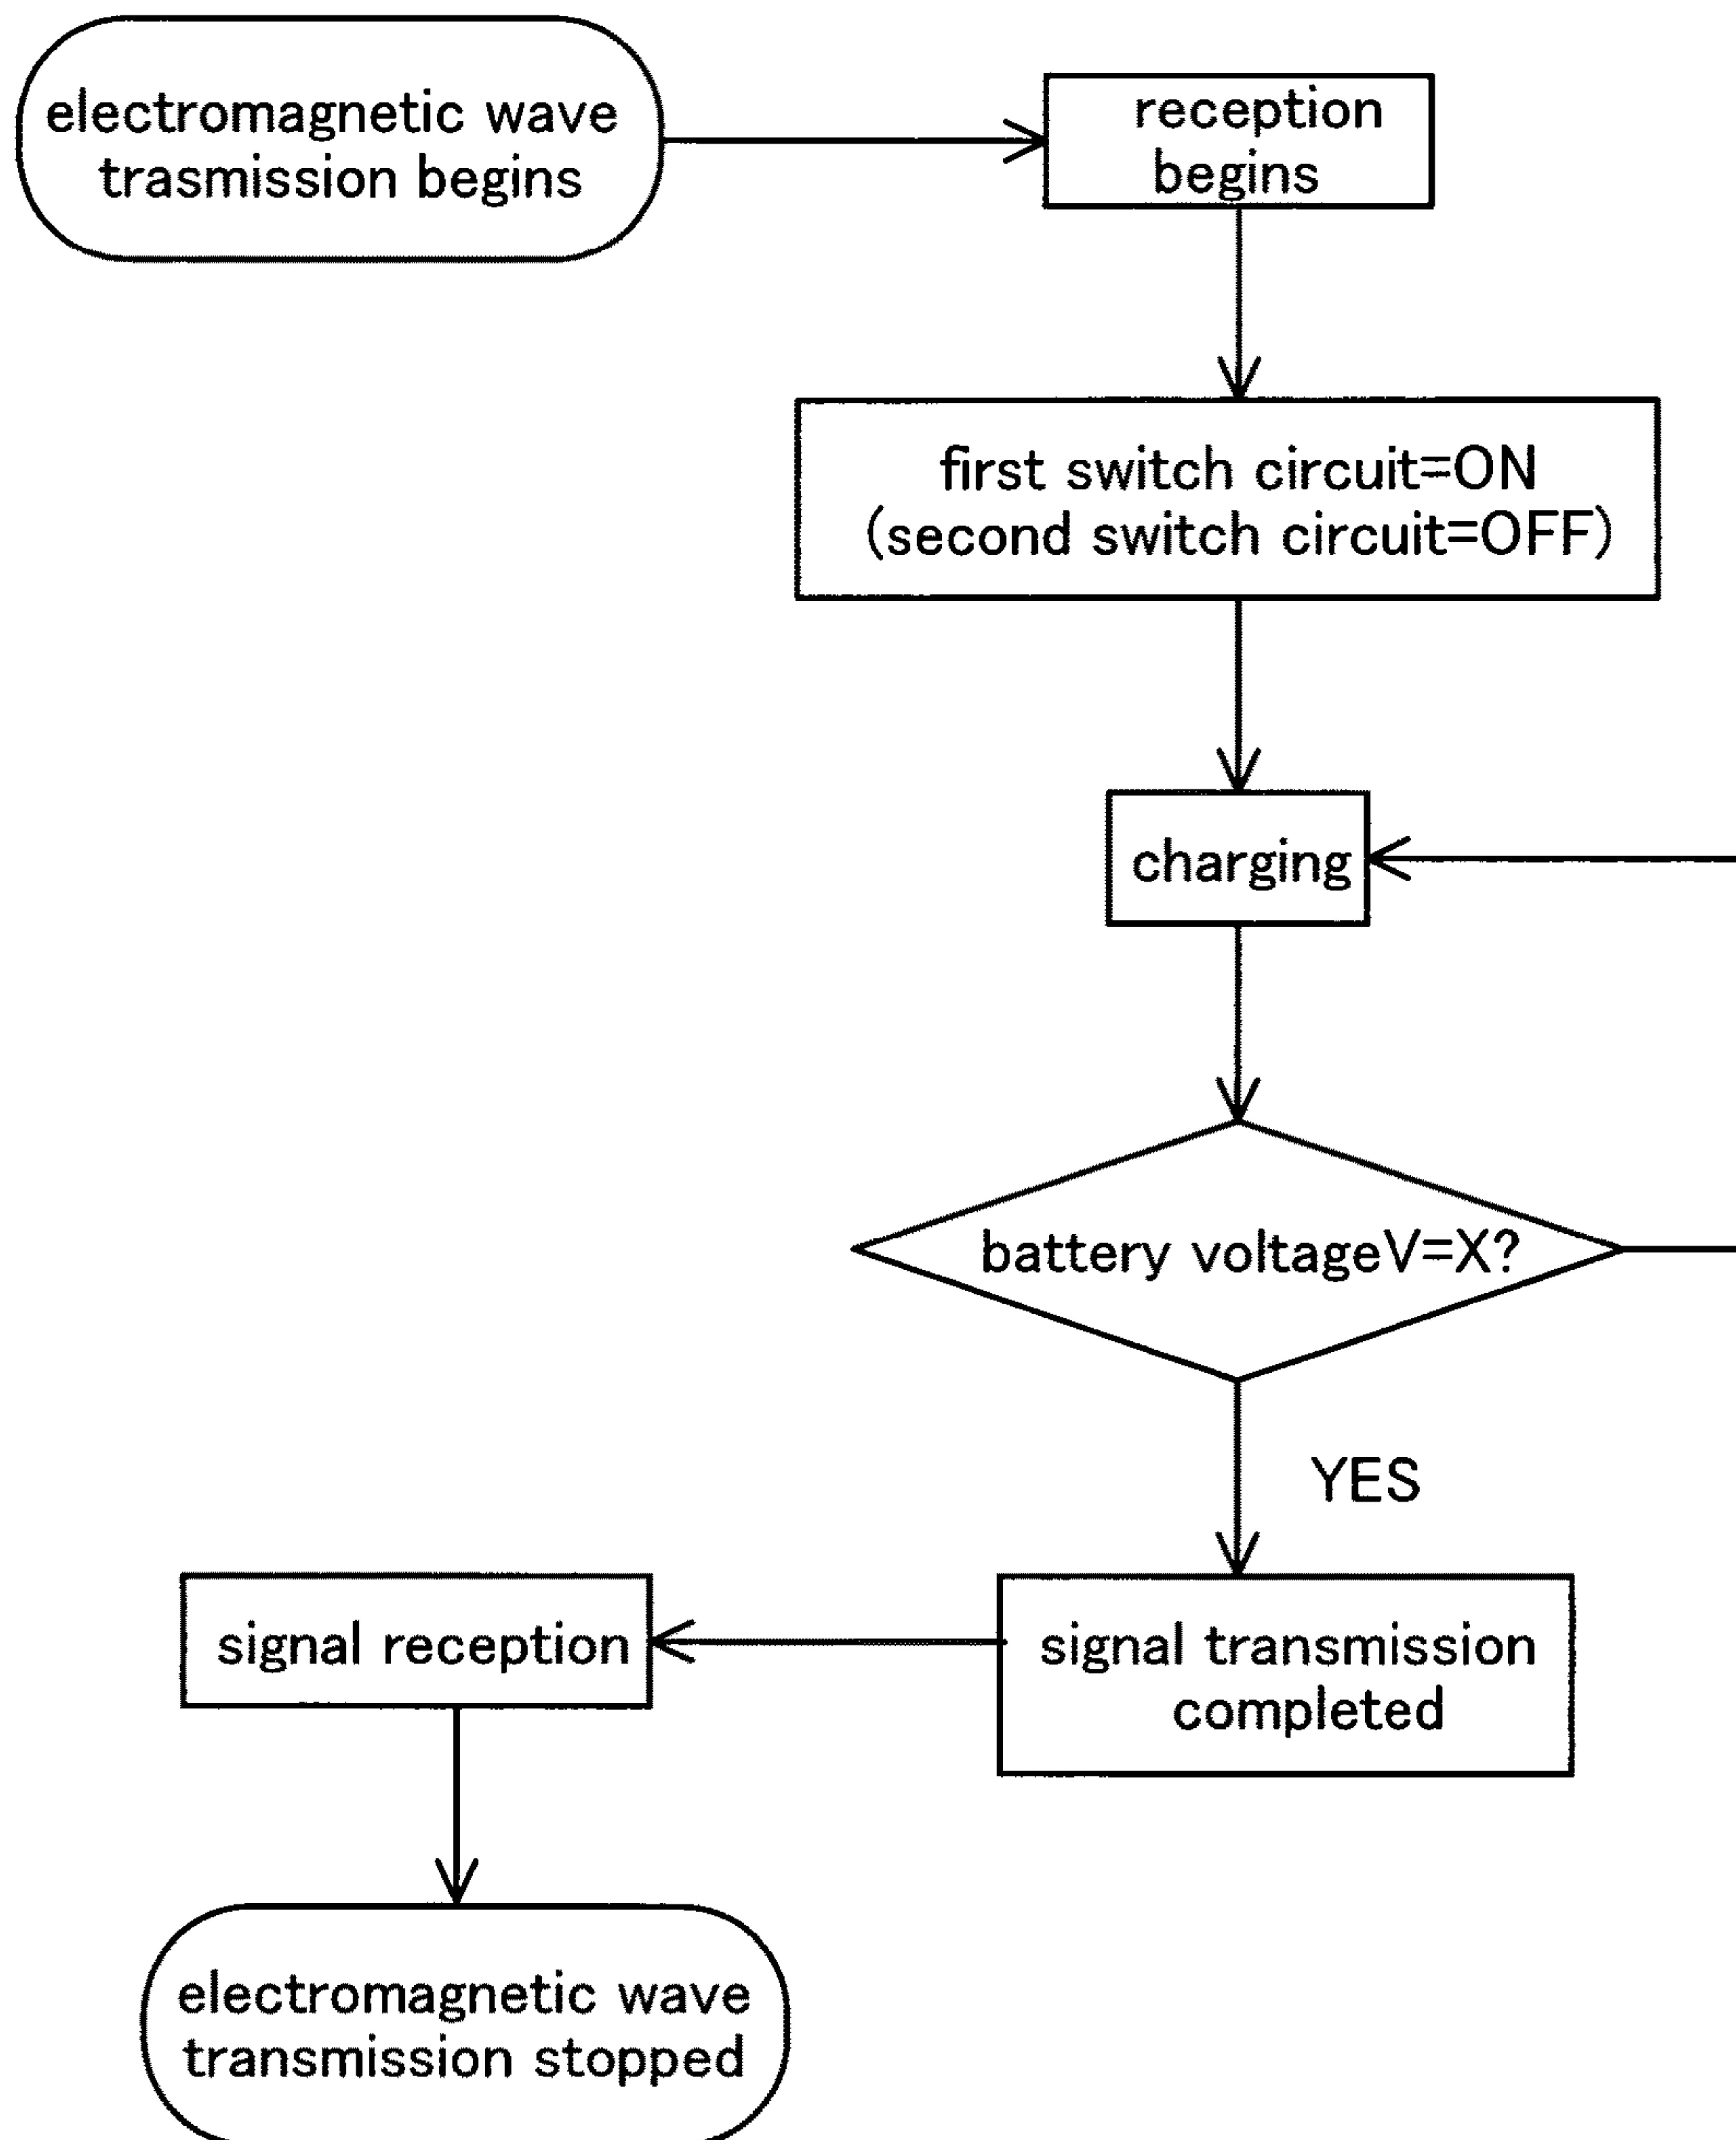 electromagnetic wave
trasmission begins
reception
begins
first switch circuit=ON
(second switch circuit=OFF)
charging
battery voltageV=X?
YES
signal reception
signal transmission
completed
electromagnetic wave
transmission stopped